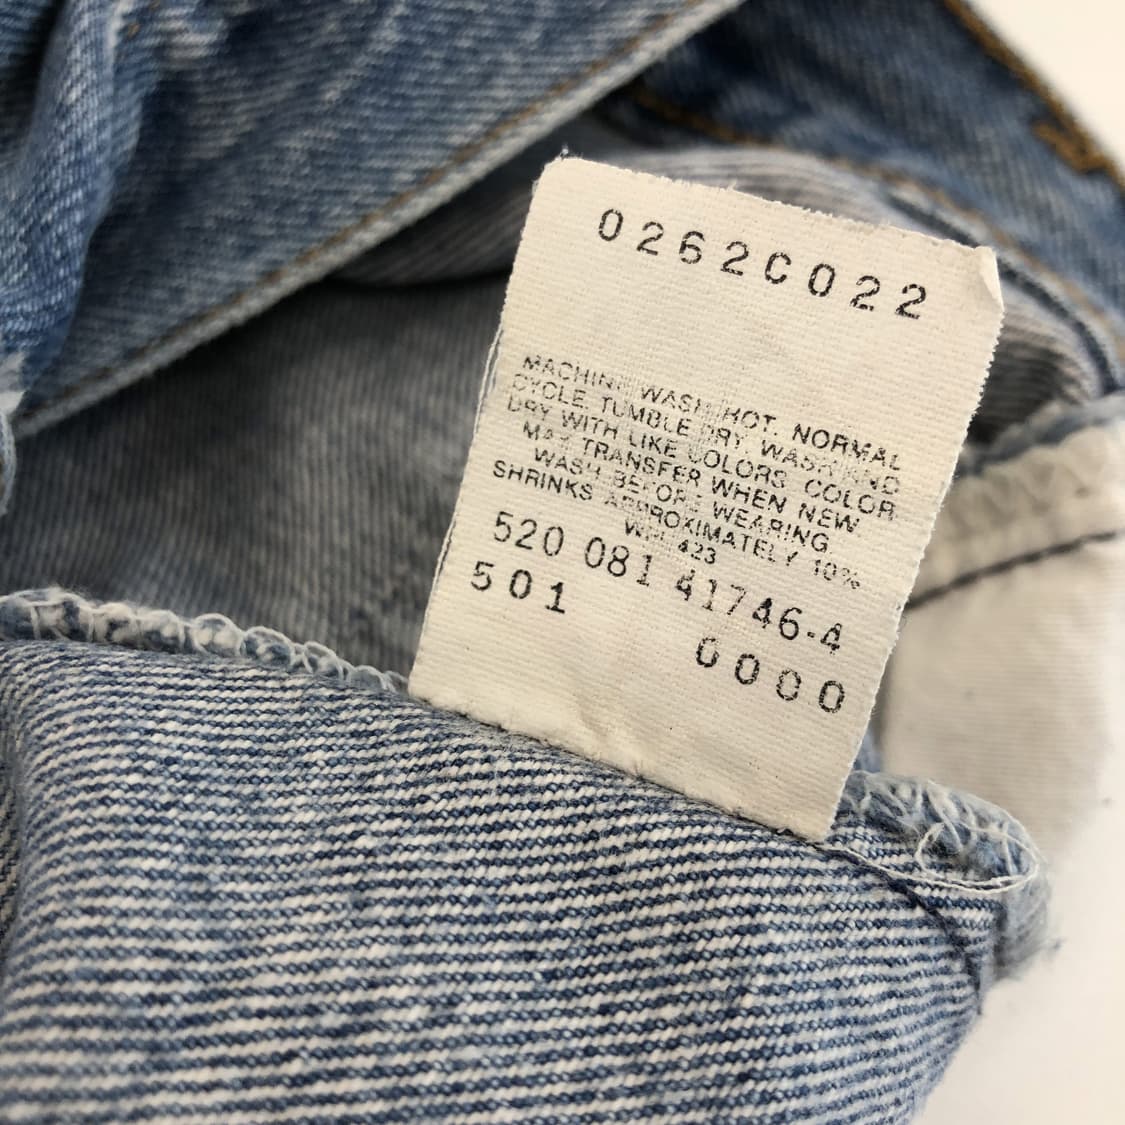 0262C022
MACHINE WASH HOT. NORMAL
CYCLE. TUMBLE DRY. WASH AND
DRY WITH LIKE COLORS. COLOR
MAY TRANSFER WHEN NEW.
WASH BEFORE WEARING.
SHRINKS APPROXIMATELY 10%
WPL 423
520 081 41746-4
501
0000